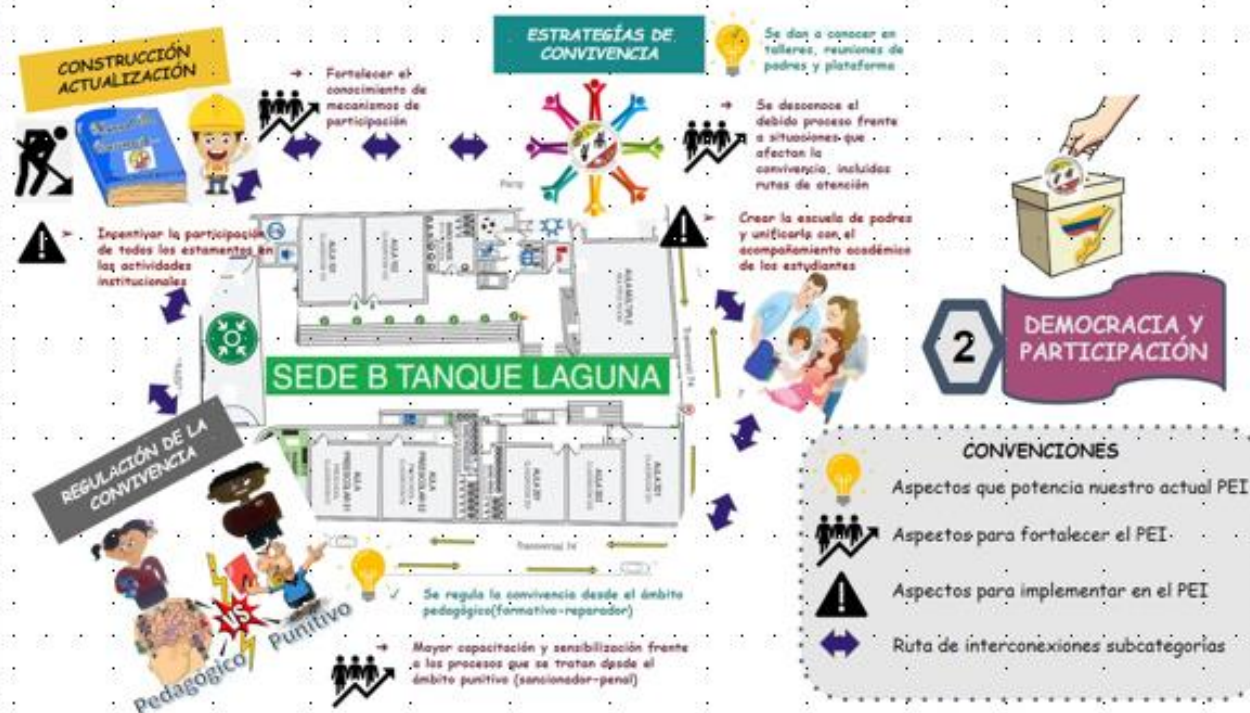 CONSTRUCCIÓN
ACTUALIZACIÓN
Fortalecer el
conocimiento de
mecanismos de
participación
ESTRATEGÍAS DE
CONVIVENCIA
Se dan a conocer en
talleres, reuniones de
padres y plataforma
Se desconoce el
debido proceso frente
a situaciones que
afectan la
convivencia, incluidas
rutas de atención
Incentivar la participación
de todos los estamentos en
las actividades
institucionales
Crear la escuela de padres
y unificarla con el
acompañamiento académico
de los estudiantes
SEDE B TANQUE LAGUNA
Transversal 74
2
DEMOCRACIA Y
PARTICIPACIÓN
REGULACIÓN DE LA
CONVIVENCIA
VS
Pedagógico
Punitivo
Transversal 74
Se regula la convivencia desde el ámbito
pedagógico(formativo-reparador)
Mayor capacitación y sensibilización frente
a los procesos que se tratan desde el
ámbito punitivo (sancionador-penal)
CONVENCIONES
Aspectos que potencia nuestro actual PEI
Aspectos para fortalecer el PEI
Aspectos para implementar en el PEI
Ruta de interconexiones subcategorías